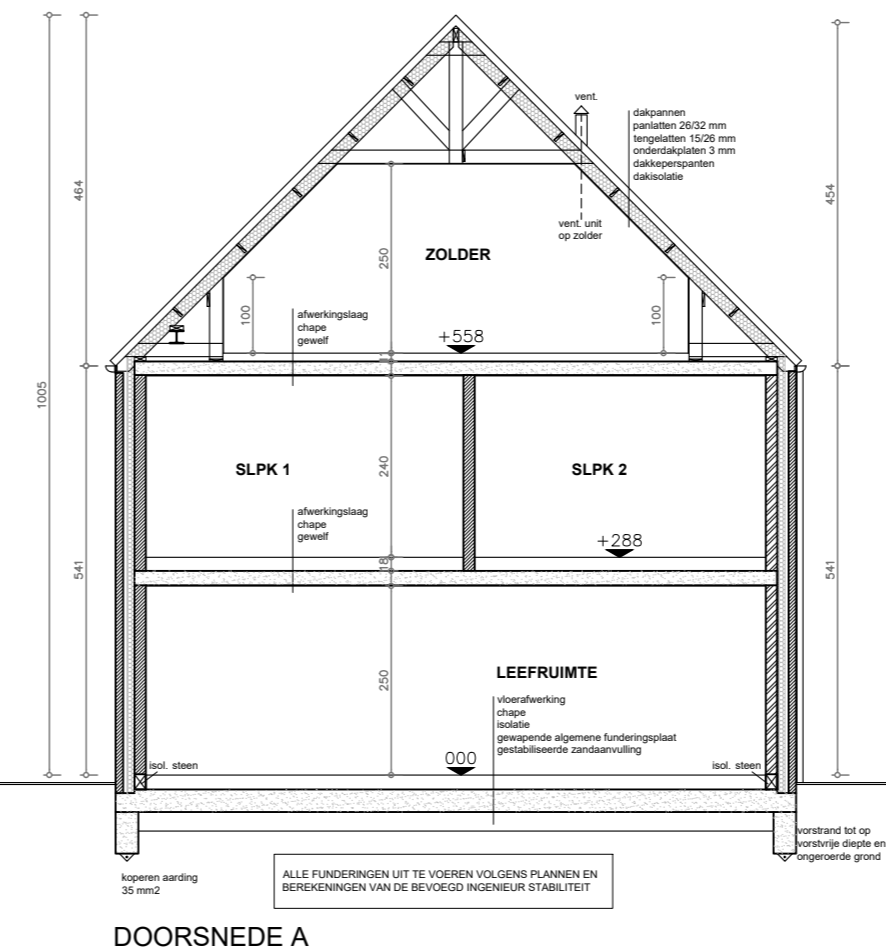 vent.
dakpannen
panlatten 26/32 mm
tengelatten 15/26 mm
onderdakplaten 3 mm
dakkeperspanten
dakisolatie
464
454
vent. unit
op zolder
250
ZOLDER
100
100
afwerkingslaag
chape
gewelf
+558
1005
SLPK 1
240
SLPK 2
afwerkingslaag
chape
gewelf
+288
18
541
541
250
LEEFRUIMTE
vloerafwerking
chape
isolatie
gewapende algemene funderingsplaat
gestabiliseerde zandaanvulling
000
isol. steen
isol. steen
vorstrand tot op
vorstvrije diepte en
ongeroerde grond
koperen aarding
35 mm2
ALLE FUNDERINGEN UIT TE VOEREN VOLGENS PLANNEN EN
BEREKENINGEN VAN DE BEVOEGD INGENIEUR STABILITEIT
DOORSNEDE A